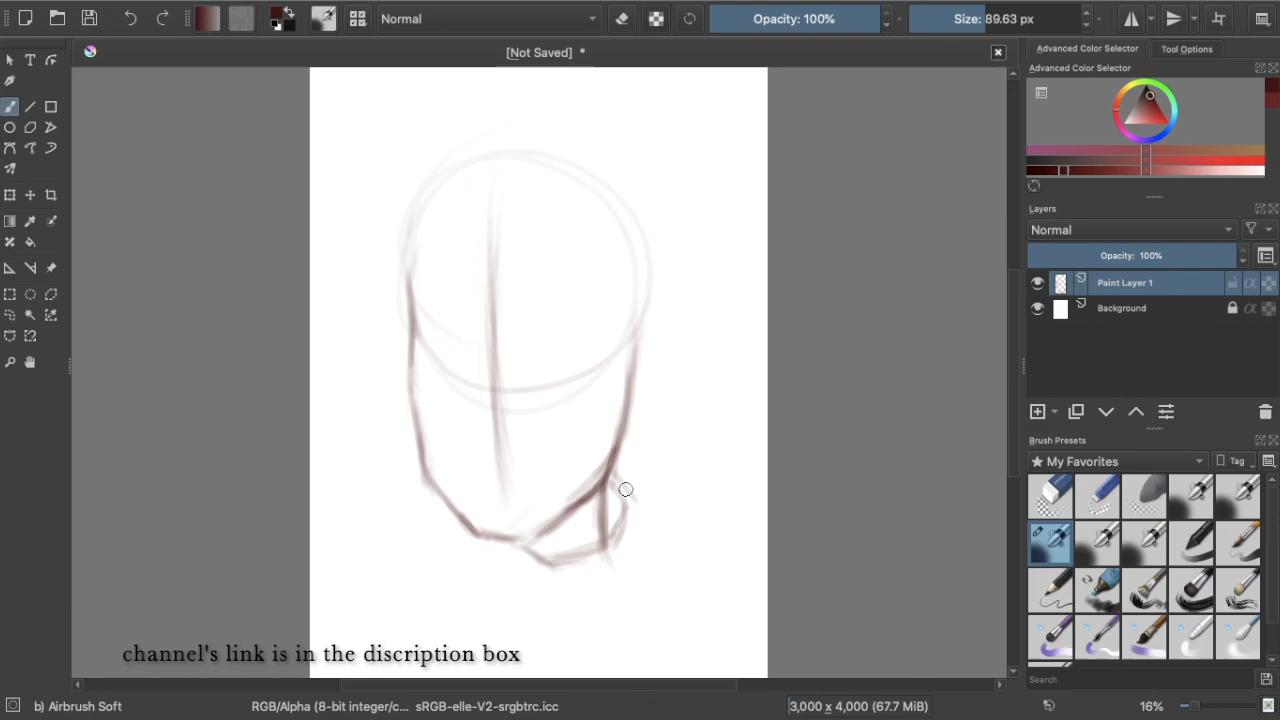 Normal
Opacity: 100%
Size: 89.63 px
[Not Saved] *
Advanced Color Selector
Tool Options
Advanced Color Selector
Layers
Normal
Opacity: 100%
Paint Layer 1
Background
Brush Presets
My Favorites
Tag
Search
channel's link is in the discription box
b) Airbrush Soft
RGB/Alpha (8-bit integer/c... sRGB-elle-V2-srgbtrc.icc
3,000 x 4,000 (67.7 MiB)
16%